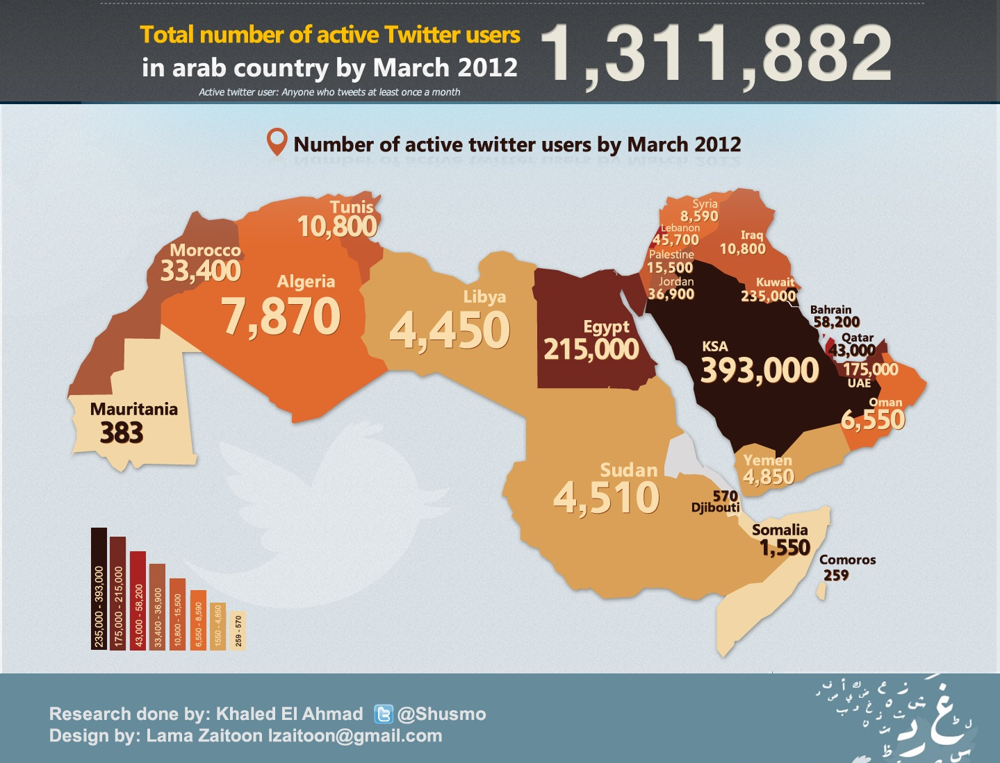 Total number of active Twitter users
in arab country by March 2012
Active twitter user: Anyone who tweets at least once a month
1,311,882
Number of active twitter users by March 2012
Tunis
10,800
Morocco
33,400
Algeria
7,870
Libya
4,450
Egypt
215,000
Syria
8,590
Lebanon
45,700
Palestine
15,500
Jordan
36,900
Iraq
10,800
Kuwait
235,000
Bahrain
58,200
Qatar
43,000
175,000
UAE
KSA
393,000
Oman
6,550
Yemen
4,850
Mauritania
383
Sudan
4,510
570
Djibouti
Somalia
1,550
Comoros
259
235,000 - 393,000
175,000 - 215,000
43,000 - 58,200
33,400 - 36,900
10,800 - 15,500
6,550 - 8,590
1550 - 4,850
259 - 570
Research done by: Khaled El Ahmad @Shusmo
Design by: Lama Zaitoon lzaitoon@gmail.com